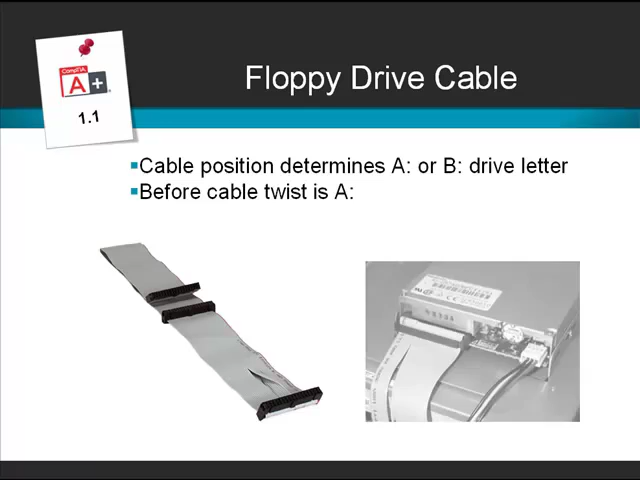 Floppy Drive Cable
CompTIA
A+
1.1
Cable position determines A: or B: drive letter
Before cable twist is A: